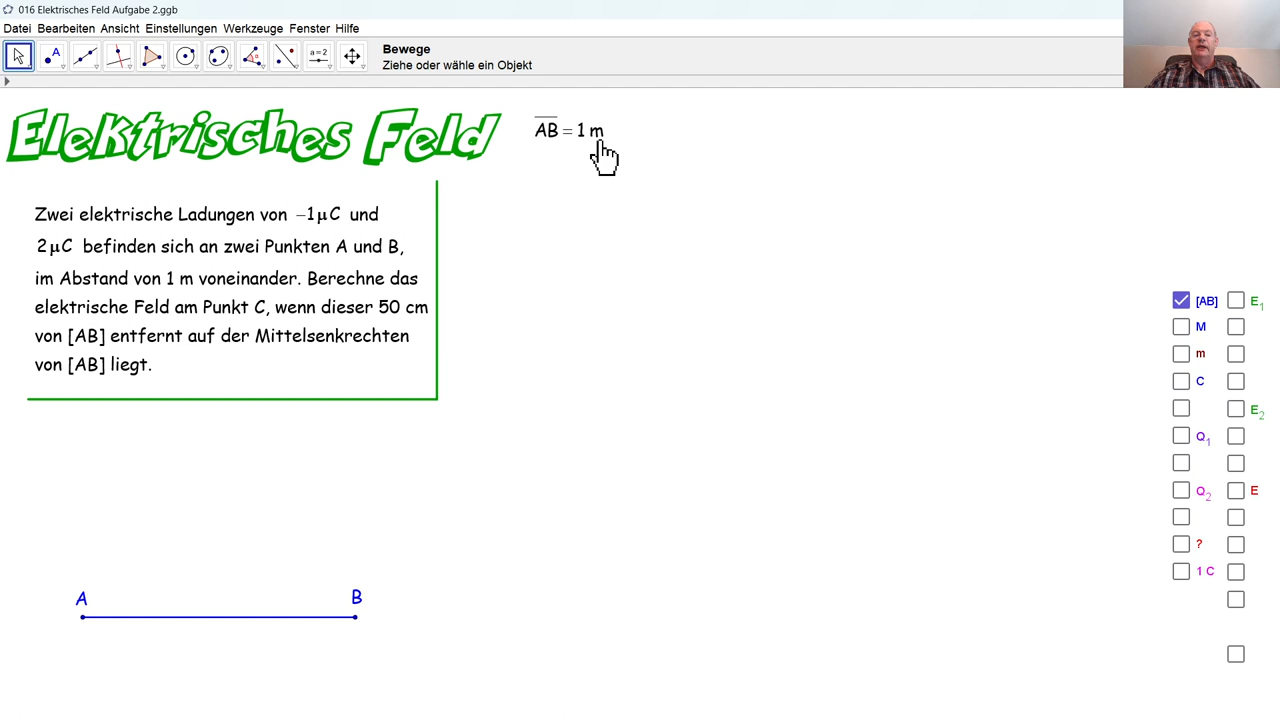 016 Elektrisches Feld Aufgabe 2.ggb
Datei Bearbeiten Ansicht Einstellungen Werkzeuge Fenster Hilfe
A
a=2
Bewege
Ziehe oder wähle ein Objekt
Elektrisches Feld
AB = 1 m
Zwei elektrische Ladungen von −1μC und
2μC befinden sich an zwei Punkten A und B,
im Abstand von 1 m voneinander. Berechne das
elektrische Feld am Punkt C, wenn dieser 50 cm
von [AB] entfernt auf der Mittelsenkrechten
von [AB] liegt.
[AB] E1
M
m
C
E2
Q1
Q2 E
?
1 C
A B